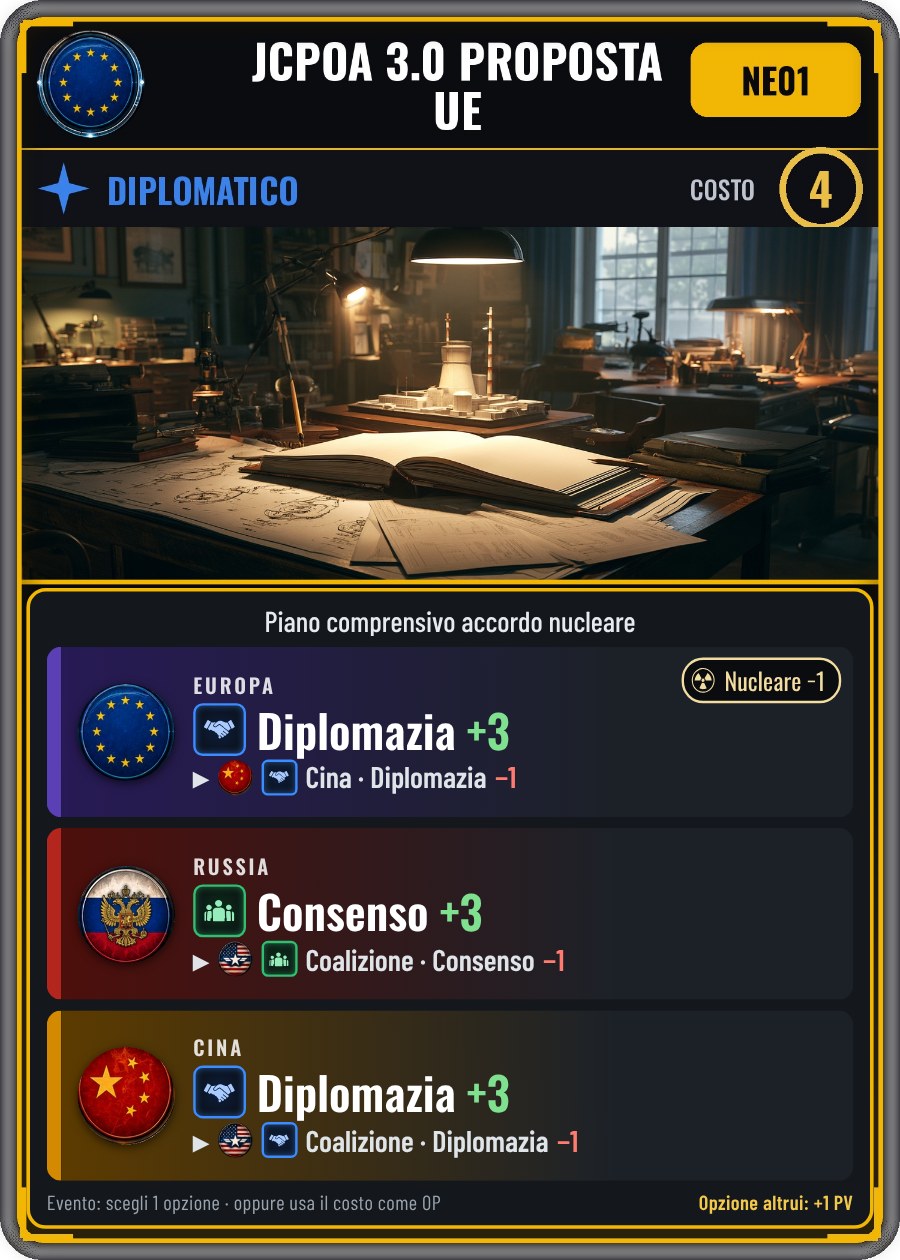 JCPOA 3.0 PROPOSTA
UE
NE01
DIPLOMATICO
COSTO
4
Piano comprensivo accordo nucleare
EUROPA
Nucleare −1
Diplomazia +3
▶ Cina · Diplomazia −1
RUSSIA
Consenso +3
▶ Coalizione · Consenso −1
CINA
Diplomazia +3
▶ Coalizione · Diplomazia −1
Evento: scegli 1 opzione · oppure usa il costo come OP
Opzione altrui: +1 PV